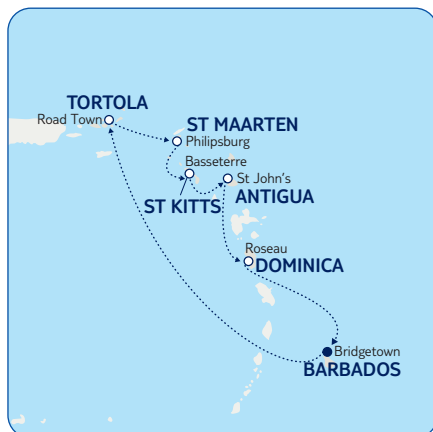 TORTOLA
Road Town
ST MAARTEN
Philipsburg
Basseterre
St John's
ST KITTS
ANTIGUA
Roseau
DOMINICA
Bridgetown
BARBADOS